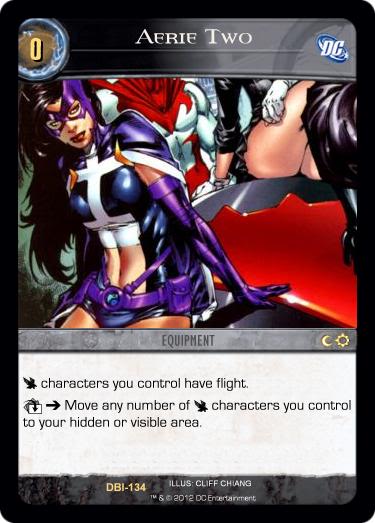 0
AERIE TWO
DC
EQUIPMENT
characters you control have flight.
➔ Move any number of characters you control
to your hidden or visible area.
DBI-134
ILLUS: CLIFF CHIANG
™ & © 2012 DC Entertainment